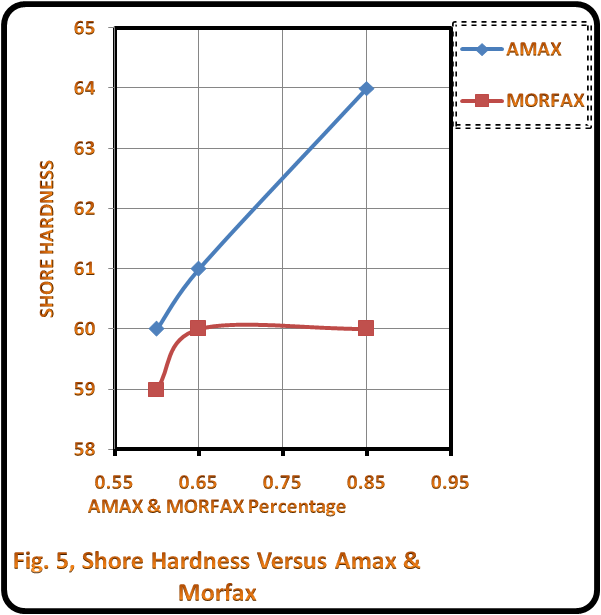 65
64
63
62
61
60
59
58
SHORE HARDNESS
0.55 0.65 0.75 0.85 0.95
AMAX & MORFAX Percentage
AMAX
MORFAX
Fig. 5, Shore Hardness Versus Amax &
Morfax